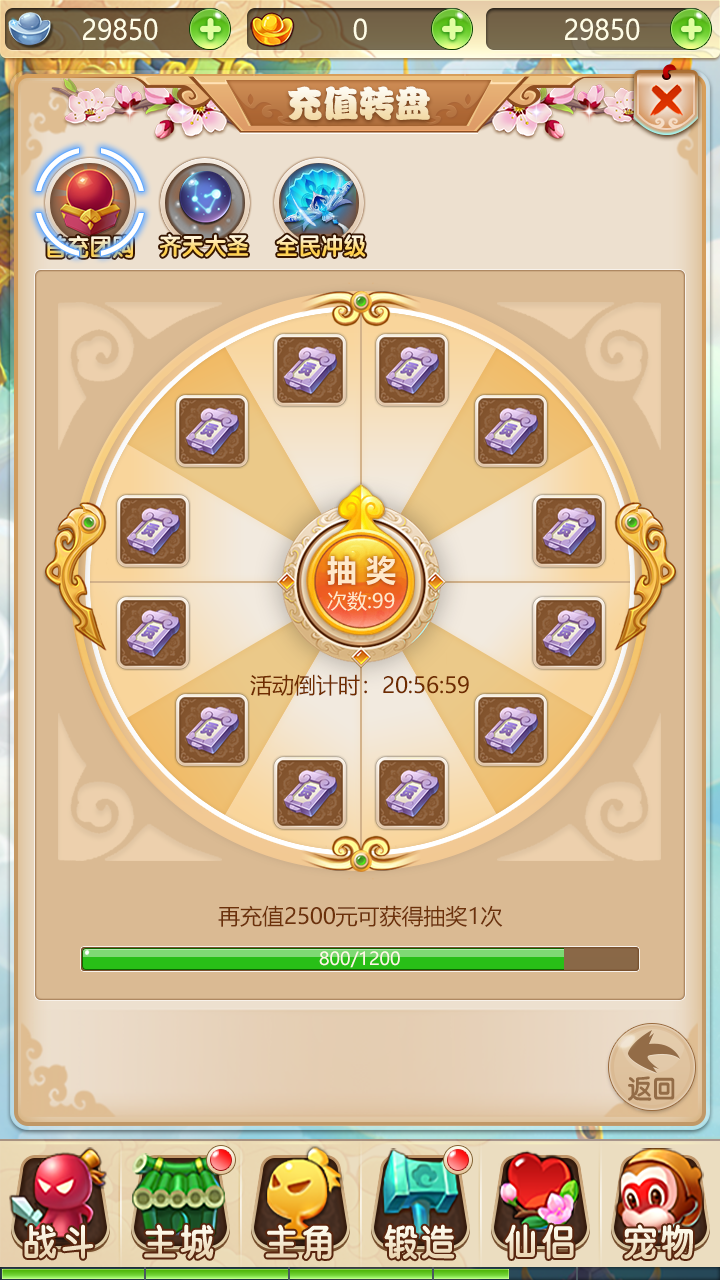 29850
0
29850
充值转盘
首充团购
齐天大圣
全民冲级
抽奖
次数:99
活动倒计时：20:56:59
再充值2500元可获得抽奖1次
800/1200
返回
战斗
主城
主角
锻造
仙侣
宠物